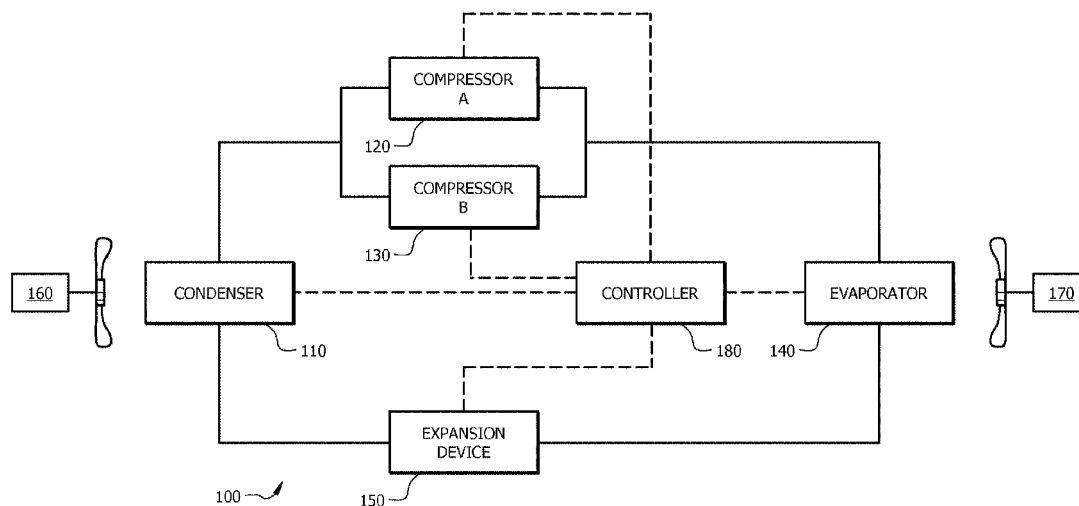 COMPRESSOR
A
120
COMPRESSOR
B
130
160
CONDENSER
110
CONTROLLER
180
EVAPORATOR
140
170
EXPANSION
DEVICE
150
100